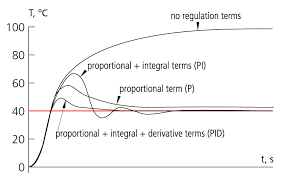 T, °C
no regulation terms
100
80
proportional + integral terms (PI)
60
proportional term (P)
40
20
proportional + integral + derivative terms (PID)
0
t, s